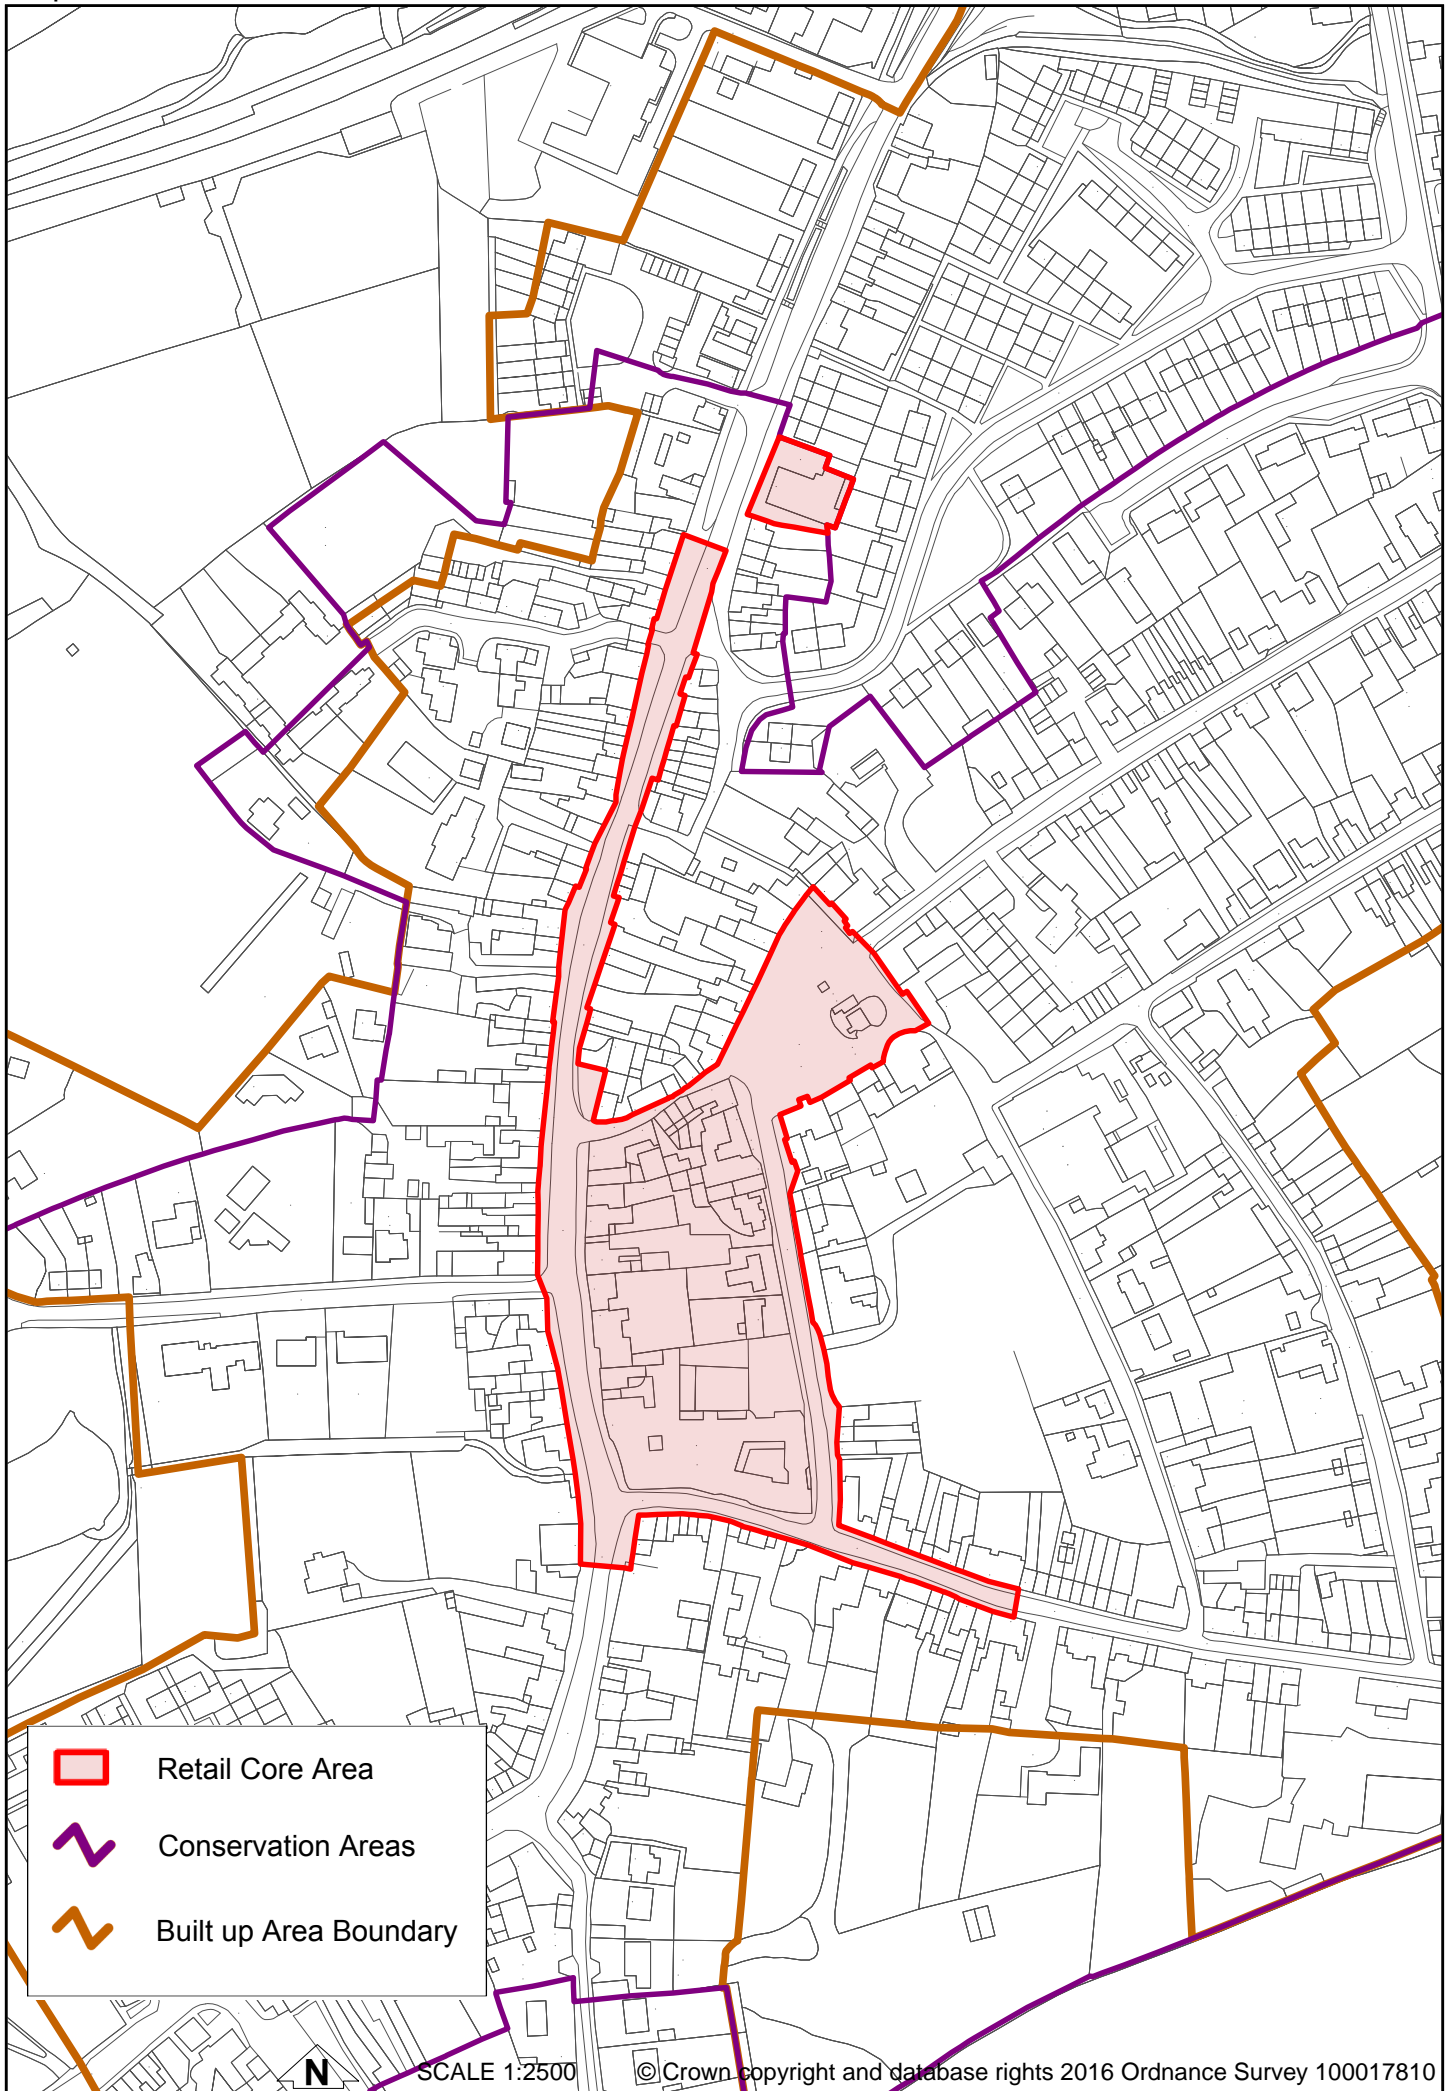 Retail Core Area
Conservation Areas
Built up Area Boundary
N
SCALE 1:2500
© Crown copyright and database rights 2016 Ordnance Survey 100017810